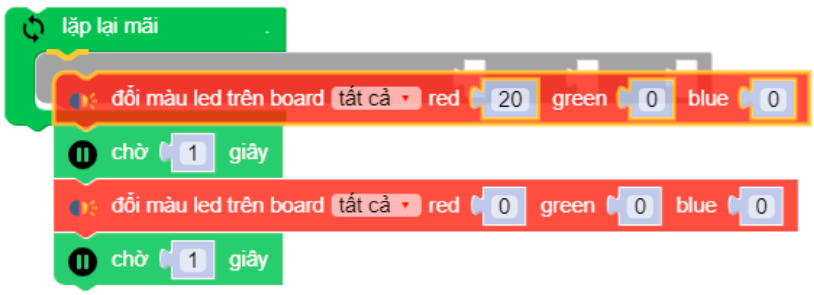 lặp lại mãi .
đổi màu led trên board tất cả red 20 green 0 blue 0
chờ 1 giây
đổi màu led trên board tất cả red 0 green 0 blue 0
chờ 1 giây